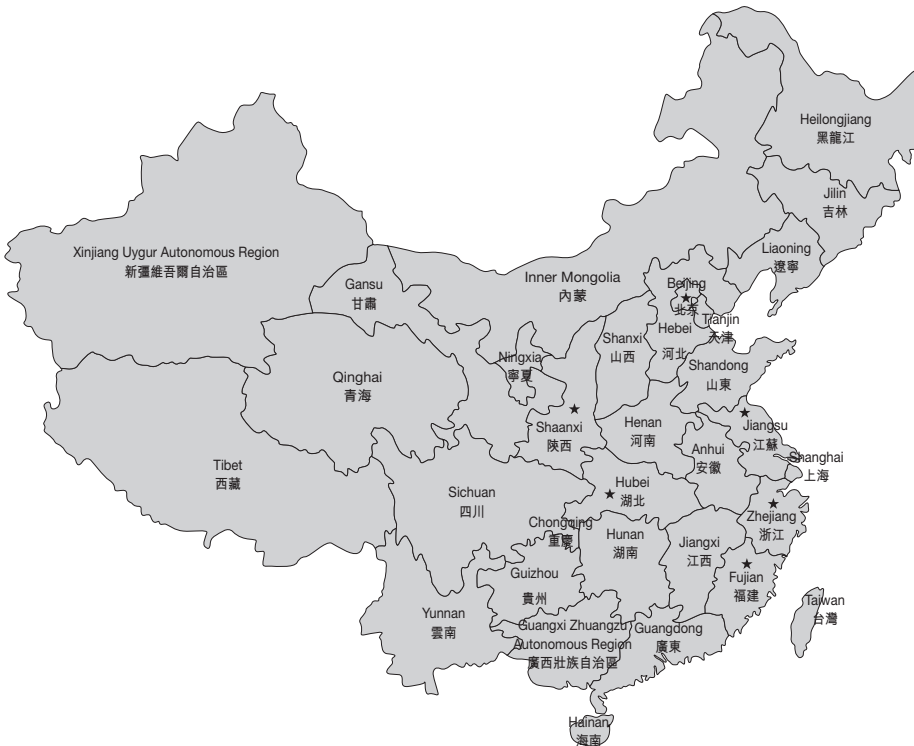 Heilongjiang
黑龍江
Jilin
吉林
Liaoning
遼寧
Xinjiang Uygur Autonomous Region
新疆維吾爾自治區
Gansu
甘肅
Inner Mongolia
內蒙
Beijing
北京
Tianjin
天津
Hebei
河北
Shanxi
山西
Ningxia
寧夏
Shandong
山東
Qinghai
青海
Shaanxi
陝西
Henan
河南
Jiangsu
江蘇
Anhui
安徽
Shanghai
上海
Tibet
西藏
Sichuan
四川
Hubei
湖北
Chongqing
重慶
Zhejiang
浙江
Hunan
湖南
Jiangxi
江西
Guizhou
貴州
Fujian
福建
Taiwan
台灣
Yunnan
雲南
Guangxi Zhuangzu
Autonomous Region
廣西壯族自治區
Guangdong
廣東
Hainan
海南